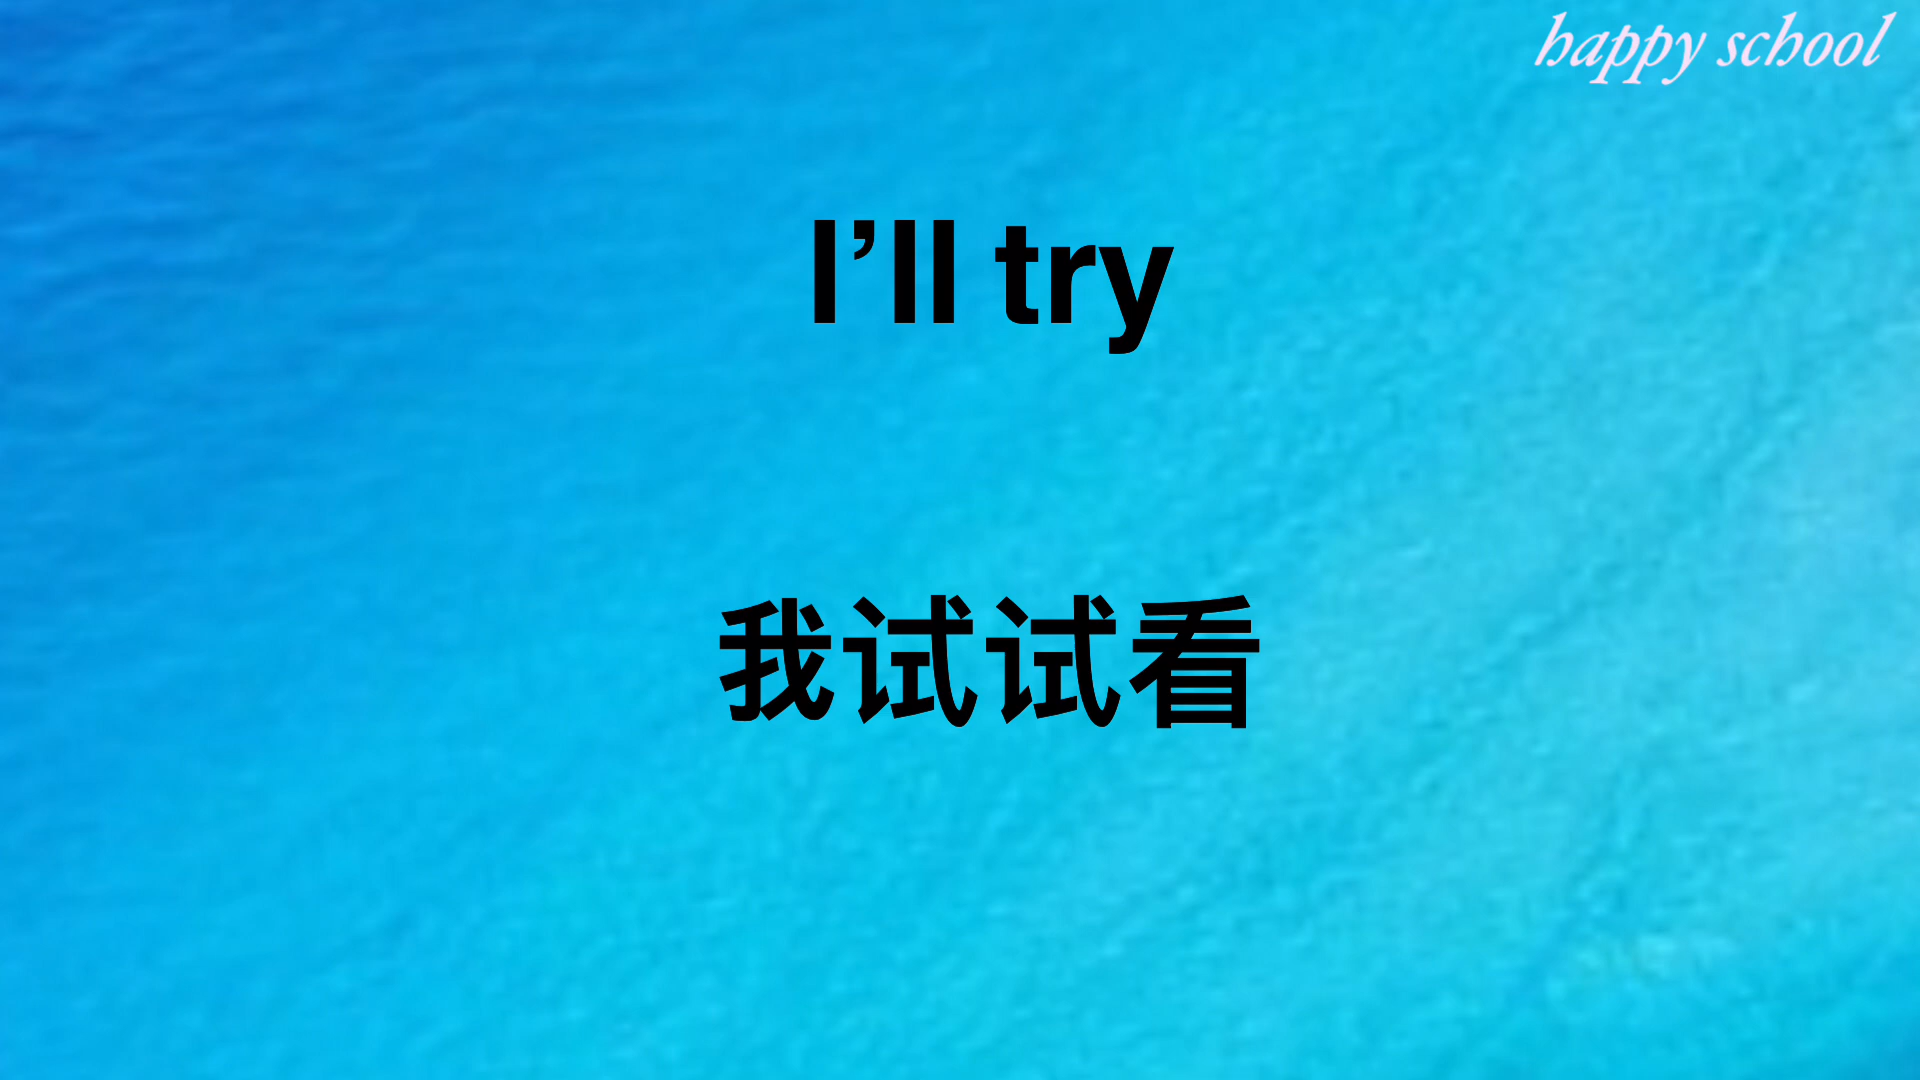 happy school
I’ll try
我试试看